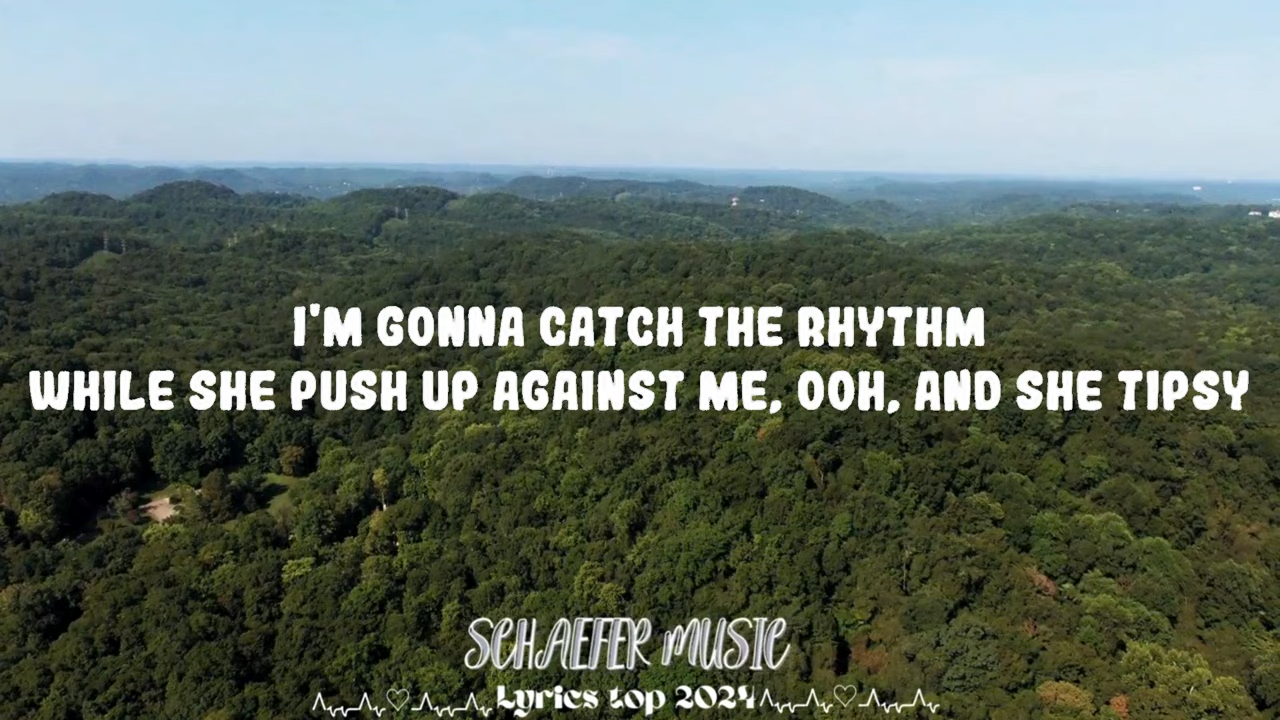 I'M GONNA CATCH THE RHYTHM
WHILE SHE PUSH UP AGAINST ME, OOH, AND SHE TIPSY
SCHAEFER MUSIC
Lyrics top 2024